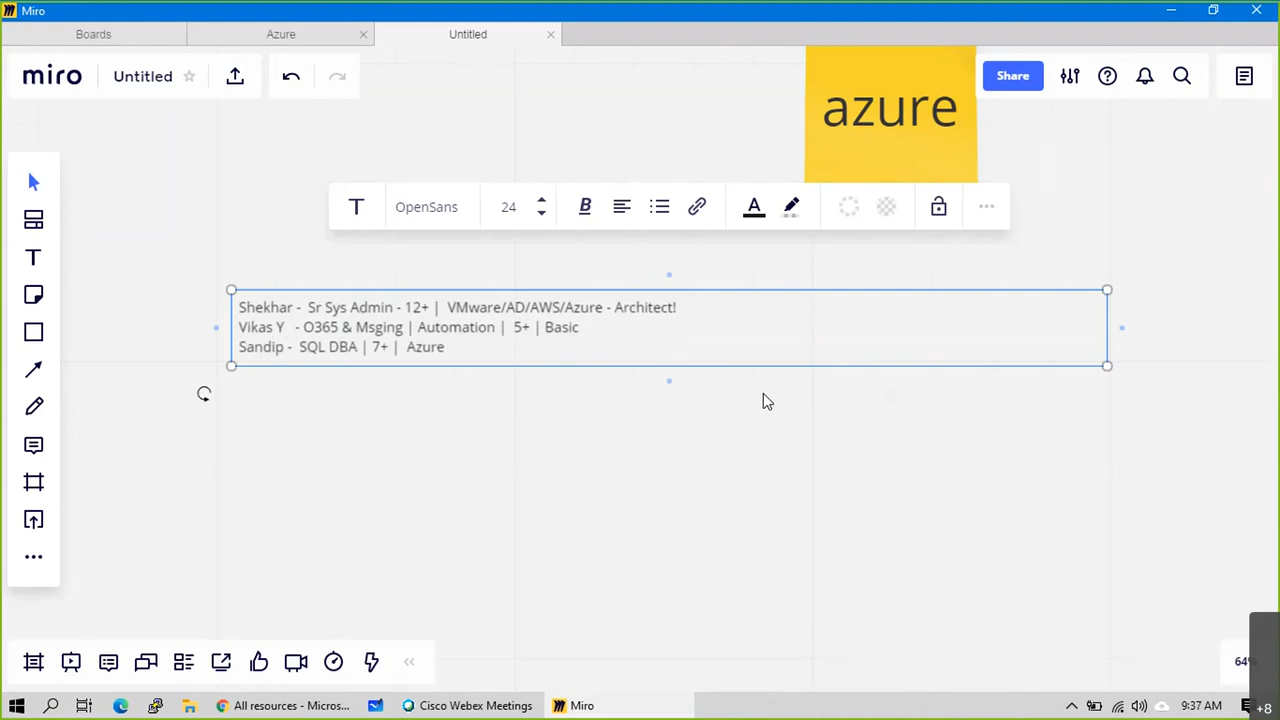 Miro
Boards
Azure
Untitled
miro
Untitled
Share
azure
OpenSans
24
B
A
Shekhar - Sr Sys Admin - 12+ | VMware/AD/AWS/Azure - Architect!
Vikas Y - O365 & Msging | Automation | 5+ | Basic
Sandip - SQL DBA | 7+ | Azure
64%
All resources - Micros...
Cisco Webex Meetings
Miro
9:37 AM
+8